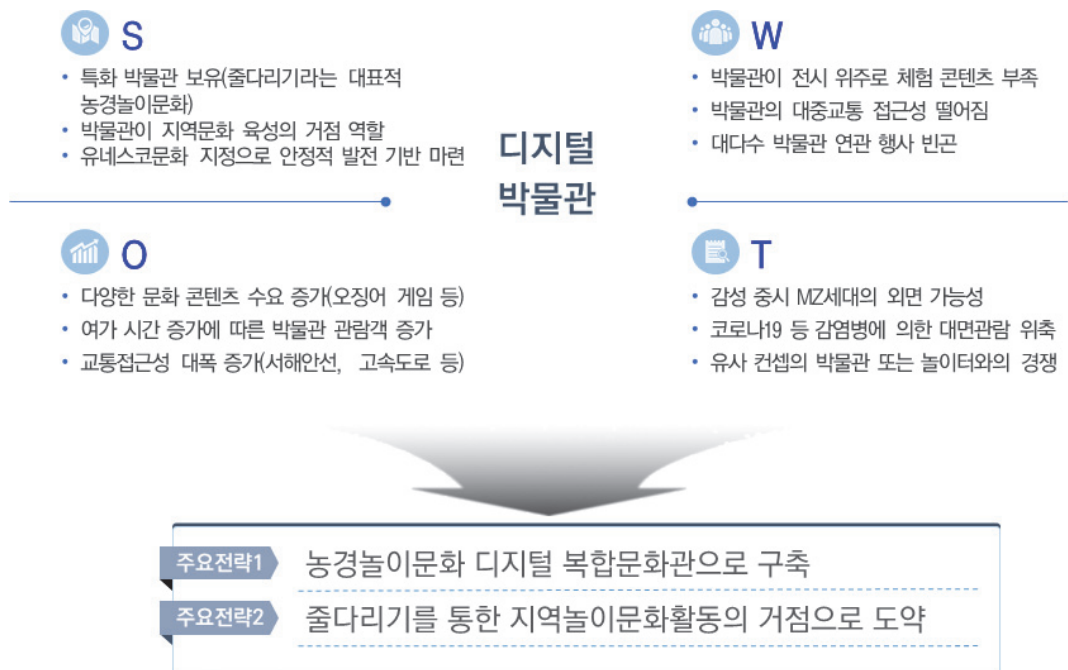 S
• 특화 박물관 보유(줄다리기라는 대표적
농경놀이문화)
• 박물관이 지역문화 육성의 거점 역할
• 유네스코문화 지정으로 안정적 발전 기반 마련
W
• 박물관이 전시 위주로 체험 콘텐츠 부족
• 박물관의 대중교통 접근성 떨어짐
• 대다수 박물관 연관 행사 빈곤
디지털
박물관
O
• 다양한 문화 콘텐츠 수요 증가(오징어 게임 등)
• 여가 시간 증가에 따른 박물관 관람객 증가
• 교통접근성 대폭 증가(서해안선, 고속도로 등)
T
• 감성 중시 MZ세대의 외면 가능성
• 코로나19 등 감염병에 의한 대면관람 위축
• 유사 컨셉의 박물관 또는 놀이터와의 경쟁
주요전략1 농경놀이문화 디지털 복합문화관으로 구축
주요전략2 줄다리기를 통한 지역놀이문화활동의 거점으로 도약